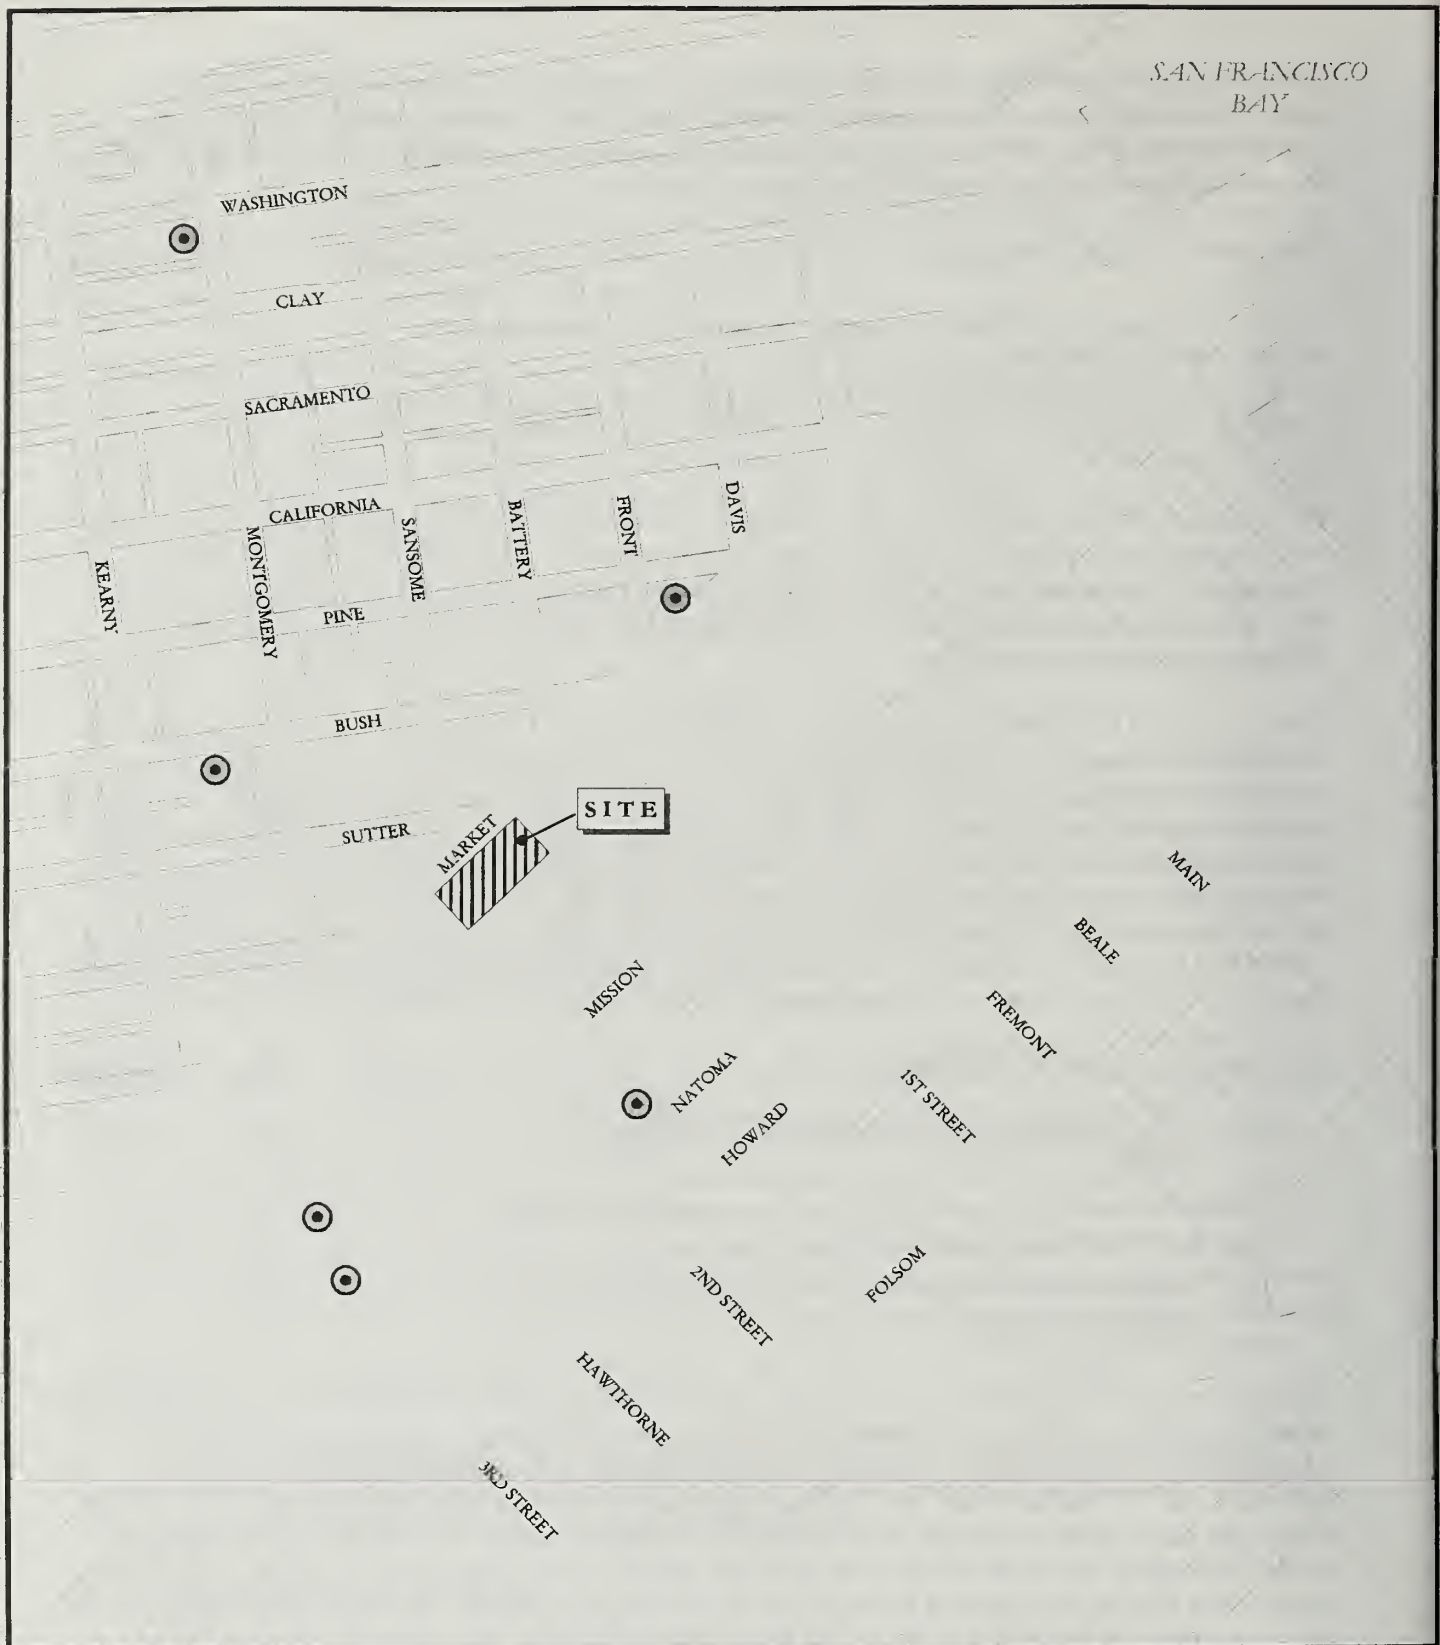 SAN FRANCISCO
BAY
WASHINGTON
CLAY
SACRAMENTO
CALIFORNIA
DAVIS
FRONT
BATTERY
SANSOME
MONTGOMERY
KEARNY
PINE
BUSH
SITE
SUTTER
MARKET
MAIN
BEALE
MISSION
FREMONT
NATOMA
1ST STREET
HOWARD
FOLSOM
2ND STREET
HAWTHORNE
3RD STREET